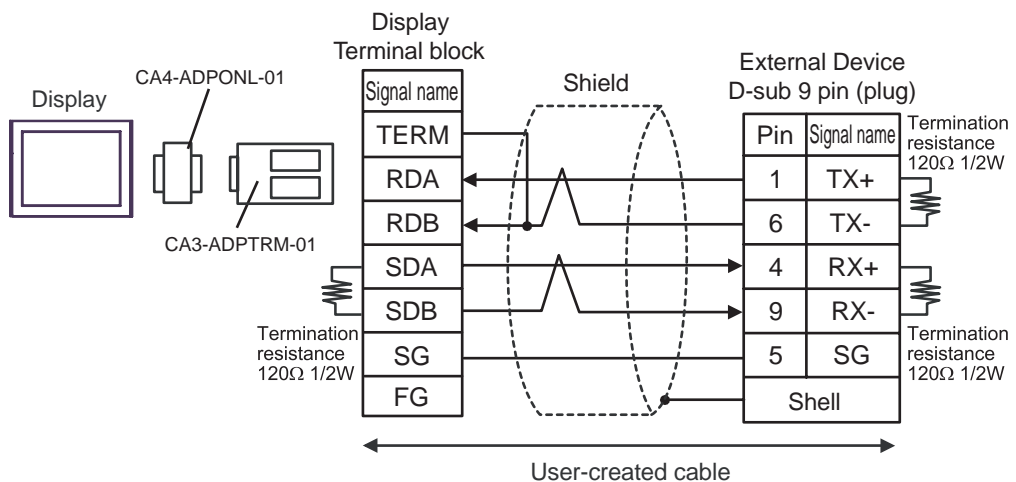 Display
Terminal block
CA4-ADPONL-01
Display
CA3-ADPTRM-01
Signal name
TERM
RDA
RDB
SDA
SDB
SG
FG
Termination
resistance
120Ω 1/2W
Shield
External Device
D-sub 9 pin (plug)
Pin Signal name
1 TX+
6 TX-
4 RX+
9 RX-
5 SG
Shell
Termination
resistance
120Ω 1/2W
Termination
resistance
120Ω 1/2W
User-created cable